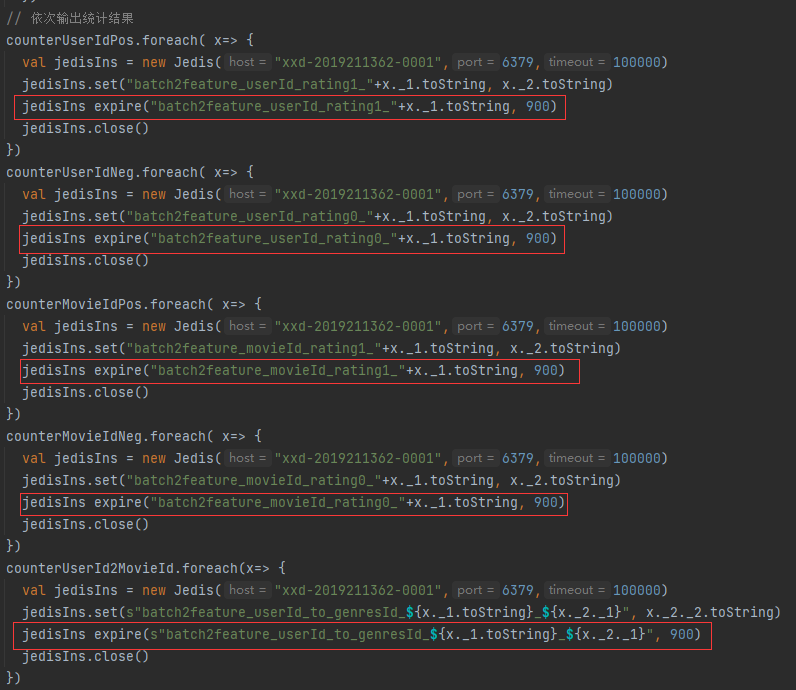 // 依次输出统计结果
counterUserIdPos.foreach( x=> {
val jedisIns = new Jedis( host = "xxd-2019211362-0001", port = 6379, timeout = 100000)
jedisIns.set("batch2feature_userId_rating1_"+x._1.toString, x._2.toString)
jedisIns expire("batch2feature_userId_rating1_"+x._1.toString, 900)
jedisIns.close()
})
counterUserIdNeg.foreach( x=> {
val jedisIns = new Jedis( host = "xxd-2019211362-0001", port = 6379, timeout = 100000)
jedisIns.set("batch2feature_userId_rating0_"+x._1.toString, x._2.toString)
jedisIns expire("batch2feature_userId_rating0_"+x._1.toString, 900)
jedisIns.close()
})
counterMovieIdPos.foreach( x=> {
val jedisIns = new Jedis( host = "xxd-2019211362-0001", port = 6379, timeout = 100000)
jedisIns.set("batch2feature_movieId_rating1_"+x._1.toString, x._2.toString)
jedisIns expire("batch2feature_movieId_rating1_"+x._1.toString, 900)
jedisIns.close()
})
counterMovieIdNeg.foreach( x=> {
val jedisIns = new Jedis( host = "xxd-2019211362-0001", port = 6379, timeout = 100000)
jedisIns.set("batch2feature_movieId_rating0_"+x._1.toString, x._2.toString)
jedisIns expire("batch2feature_movieId_rating0_"+x._1.toString, 900)
jedisIns.close()
})
counterUserId2MovieId.foreach(x=> {
val jedisIns = new Jedis( host = "xxd-2019211362-0001", port = 6379, timeout = 100000)
jedisIns.set(s"batch2feature_userId_to_genresId_${x._1.toString}_${x._2._1}", x._2._2.toString)
jedisIns expire(s"batch2feature_userId_to_genresId_${x._1.toString}_${x._2._1}", 900)
jedisIns.close()
})